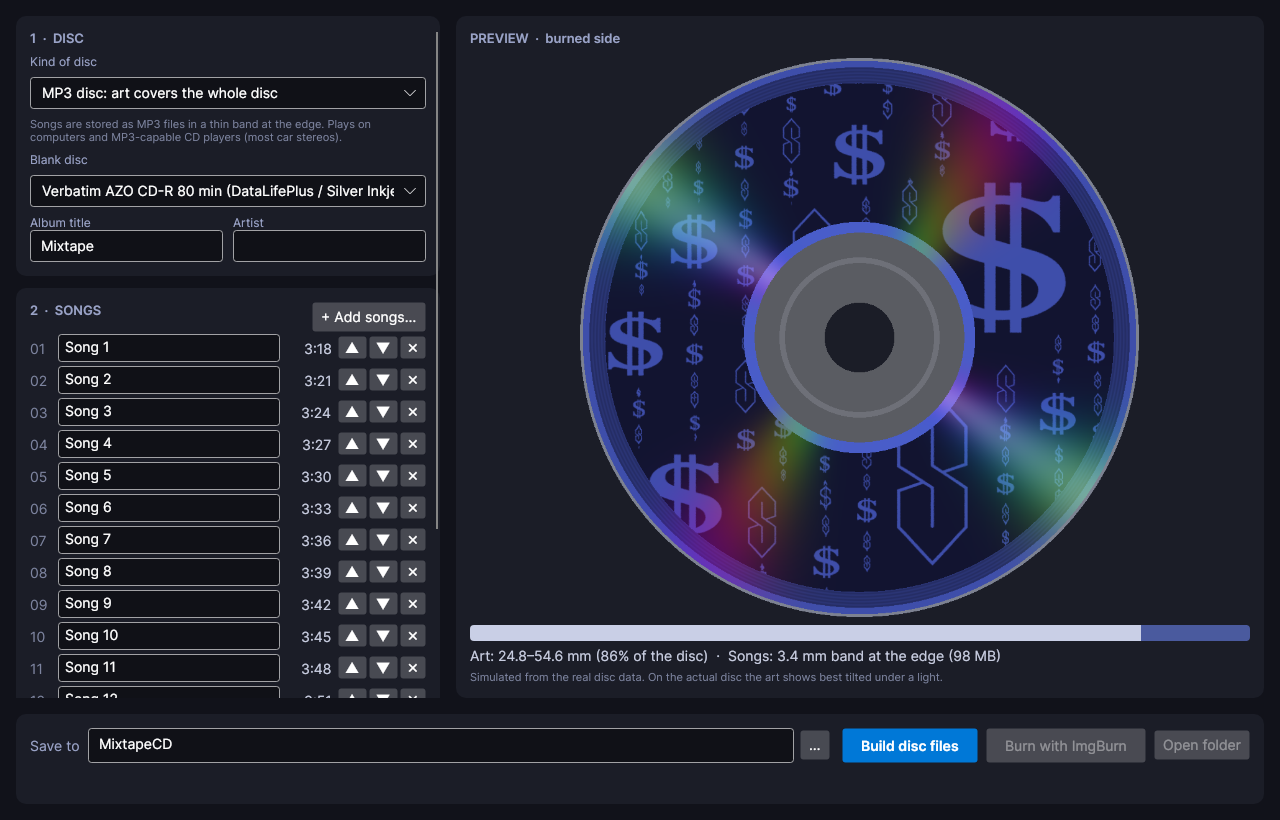 1 · DISC
Kind of disc
MP3 disc: art covers the whole disc
Songs are stored as MP3 files in a thin band at the edge. Plays on
computers and MP3-capable CD players (most car stereos).
Blank disc
Verbatim AZO CD-R 80 min (DataLifePlus / Silver Inkje
Album title Artist
Mixtape
2 · SONGS
+ Add songs...
01 Song 1 3:18
02 Song 2 3:21
03 Song 3 3:24
04 Song 4 3:27
05 Song 5 3:30
06 Song 6 3:33
07 Song 7 3:36
08 Song 8 3:39
09 Song 9 3:42
10 Song 10 3:45
11 Song 11 3:48
PREVIEW · burned side
Art: 24.8–54.6 mm (86% of the disc) · Songs: 3.4 mm band at the edge (98 MB)
Simulated from the real disc data. On the actual disc the art shows best tilted under a light.
Save to MixtapeCD ... Build disc files Burn with ImgBurn Open folder